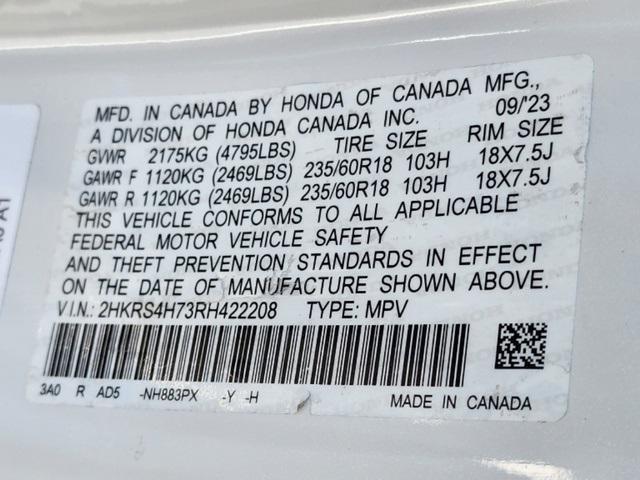 MFD. IN CANADA BY HONDA OF CANADA MFG.,
A DIVISION OF HONDA CANADA INC. 09/'23
GVWR 2175KG (4795LBS) TIRE SIZE RIM SIZE
GAWR F 1120KG (2469LBS) 235/60R18 103H 18X7.5J
GAWR R 1120KG (2469LBS) 235/60R18 103H 18X7.5J
THIS VEHICLE CONFORMS TO ALL APPLICABLE
FEDERAL MOTOR VEHICLE SAFETY
AND THEFT PREVENTION STANDARDS IN EFFECT
ON THE DATE OF MANUFACTURE SHOWN ABOVE.
V.I.N.: 2HKRS4H73RH422208 TYPE: MPV
3A0 R AD5 -NH883PX -Y -H MADE IN CANADA